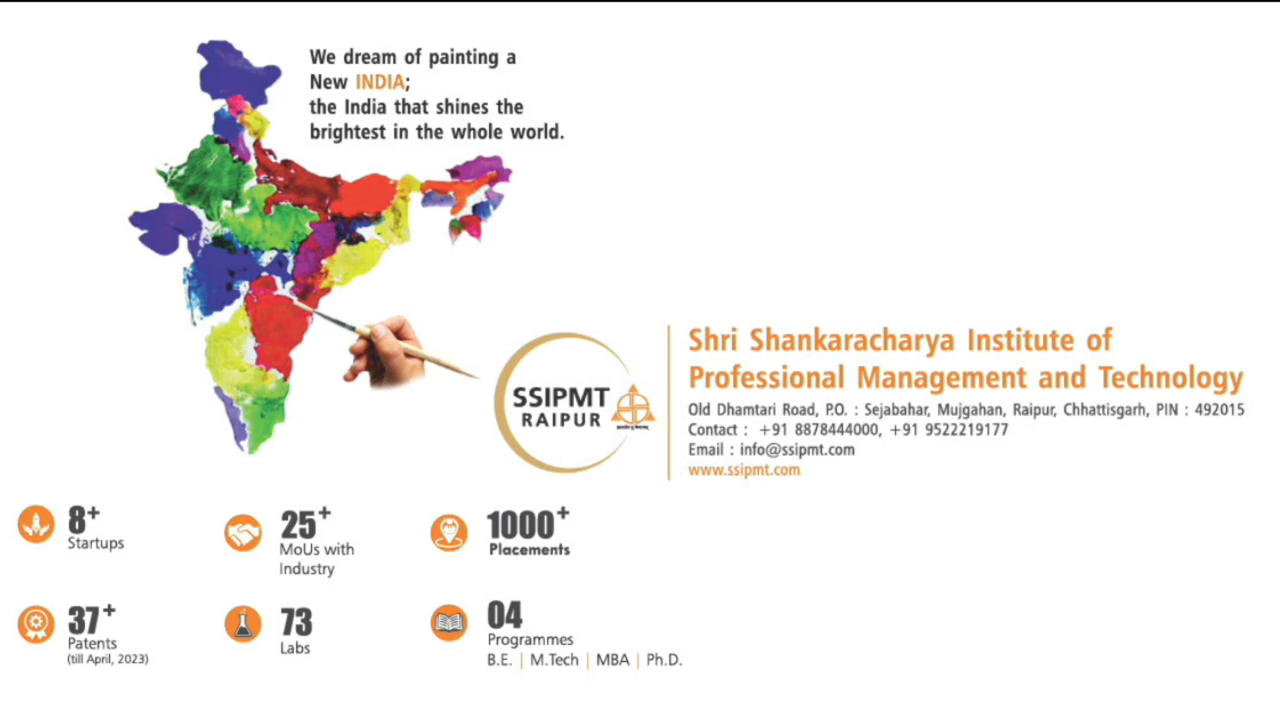 We dream of painting a
New INDIA;
the India that shines the
brightest in the whole world.
SSIPMT
RAIPUR
Shri Shankaracharya Institute of
Professional Management and Technology
Old Dhamtari Road, P.O. : Sejabahar, Mujgahan, Raipur, Chhattisgarh, PIN : 492015
Contact : +91 8878444000, +91 9522219177
Email : info@ssipmt.com
www.ssipmt.com
8+
Startups
25+
MoUs with
Industry
1000+
Placements
37+
Patents
(till April, 2023)
73
Labs
04
Programmes
B.E. | M.Tech | MBA | Ph.D.